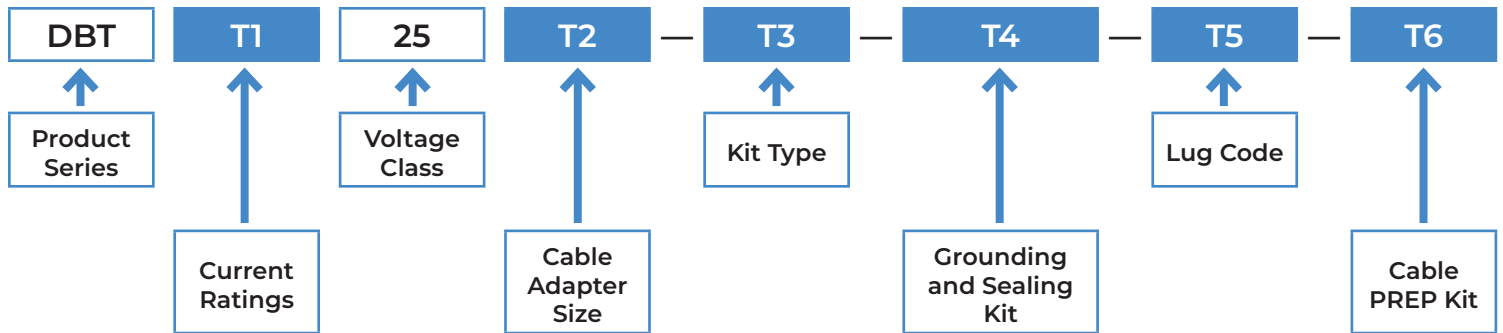 DBT T1 25 T2 — T3 — T4 — T5 — T6
Product
Series
Voltage
Class
Kit Type
Lug Code
Current
Ratings
Cable
Adapter
Size
Grounding
and Sealing
Kit
Cable
PREP Kit